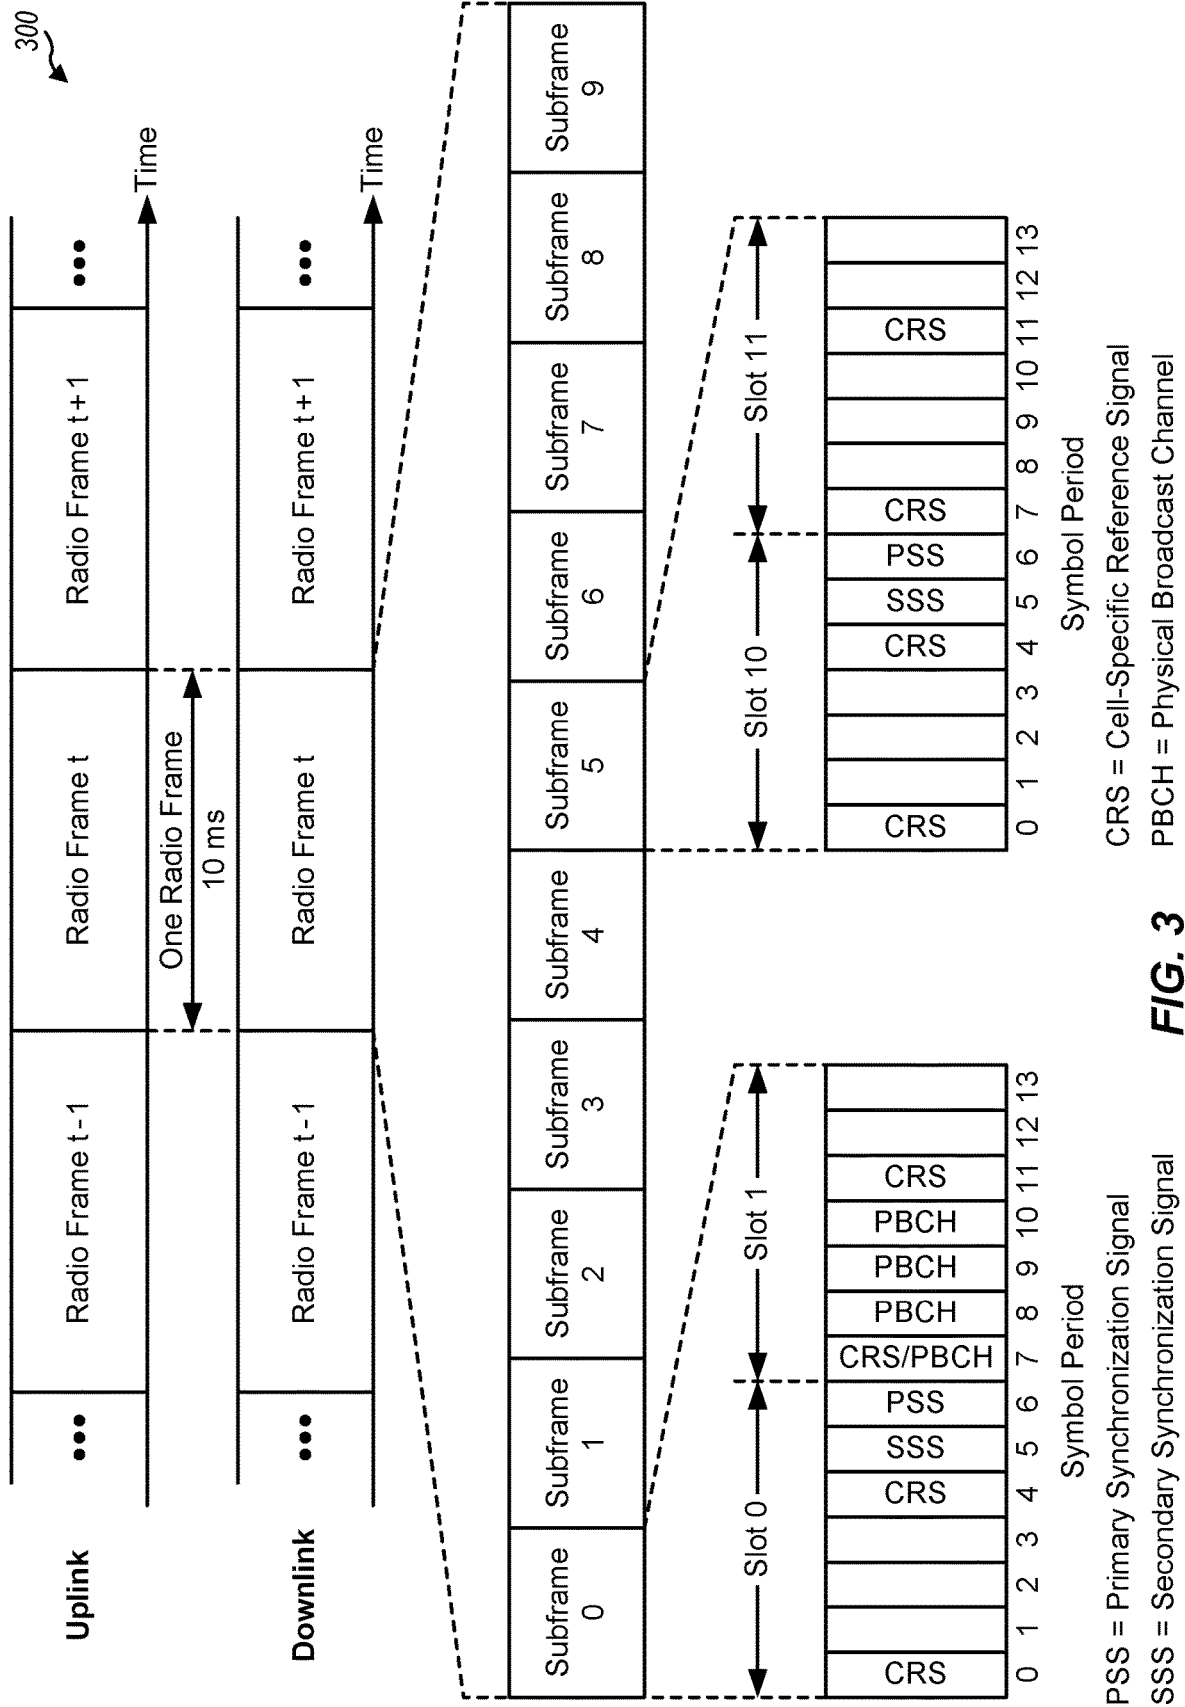 300
Uplink
•••
Radio Frame t-1
Radio Frame t
Radio Frame t+1
•••
Time
One Radio Frame
10 ms
Downlink
•••
Radio Frame t-1
Radio Frame t
Radio Frame t+1
•••
Time
Subframe
0
Subframe
1
Subframe
2
Subframe
3
Subframe
4
Subframe
5
Subframe
6
Subframe
7
Subframe
8
Subframe
9
Slot 0
Slot 1
CRS
CRS
SSS
PSS
CRS/PBCH
PBCH
PBCH
PBCH
CRS
0 1 2 3 4 5 6 7 8 9 10 11 12 13
Symbol Period
Slot 10
Slot 11
CRS
CRS
SSS
PSS
CRS
CRS
0 1 2 3 4 5 6 7 8 9 10 11 12 13
Symbol Period
PSS = Primary Synchronization Signal
SSS = Secondary Synchronization Signal
CRS = Cell-Specific Reference Signal
PBCH = Physical Broadcast Channel
FIG. 3